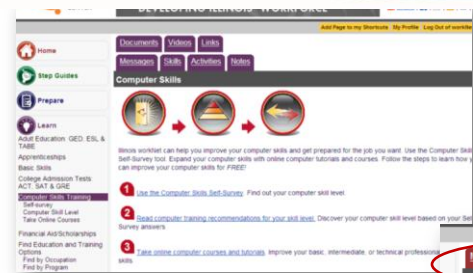 DEVELOPING ILLINOIS' WORKFORCE
Add Page to my Shortcuts My Profile Log Out of workNet
Home
Step Guides
Prepare
Learn
Adult Education: GED, ESL &
TABE
Apprenticeships
Basic Skills
College Admission Tests
ACT, SAT & GRE
Computer Skills Training
Self-survey
Computer Skill Level
Take Online Courses
Financial Aid/Scholarships
Find Education and Training
Options
Find by Occupation
Find by Program
Documents Videos Links
Messages Skills Activities Notes
Computer Skills
Illinois workNet can help you improve your computer skills and get prepared for the job you want. Use the Computer Skill
Self-Survey tool. Expand your computer skills with online computer tutorials and courses. Follow the steps to learn how y
can improve your computer skills for FREE!
1 Use the Computer Skills Self-Survey. Find out your computer skill level.
2 Read computer training recommendations for your skill level. Discover your computer skill level based on your Sel
Survey answers
3 Take online computer courses and tutorials. Improve your basic, intermediate, or technical profession
skills